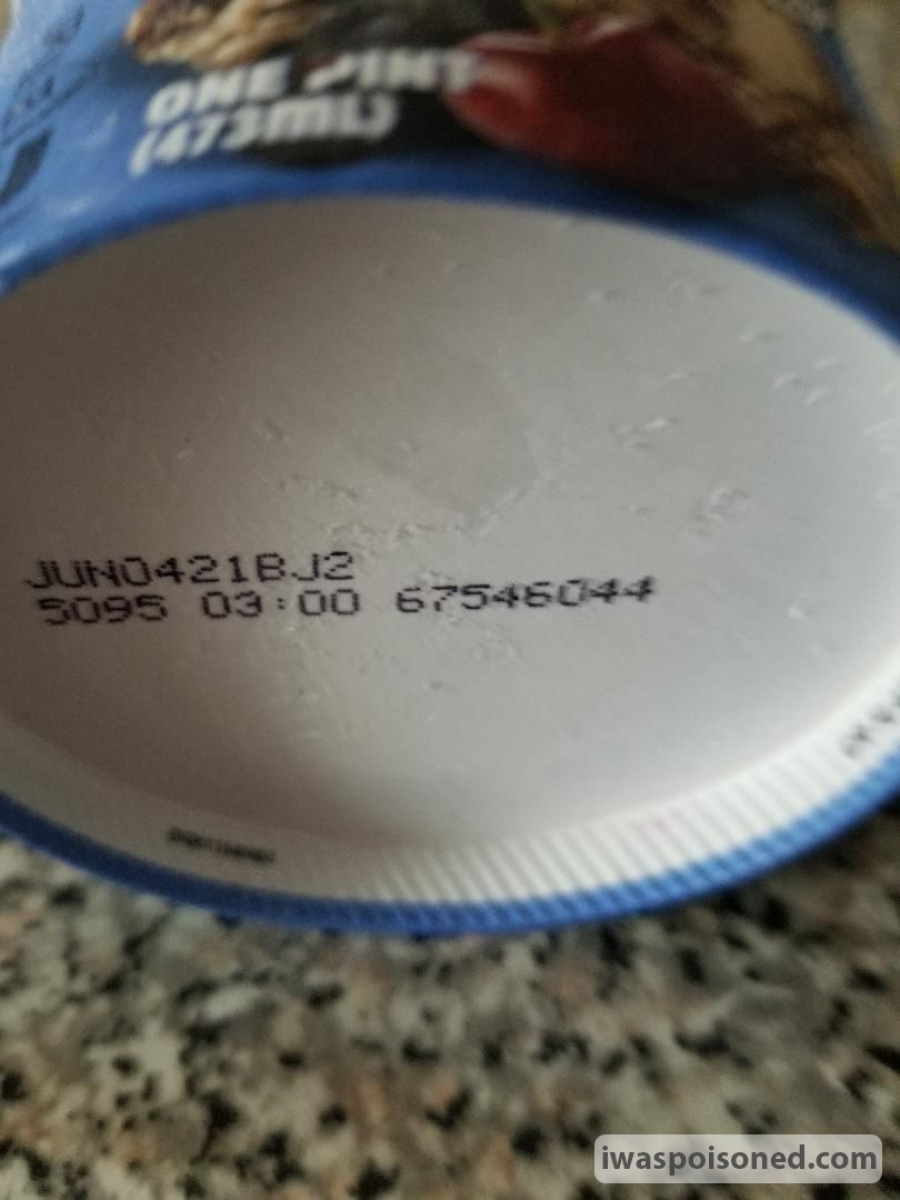 ONE PINT
(473mL)
JUN0421BJ2
5095 03:00 67546044
iwaspoisoned.com